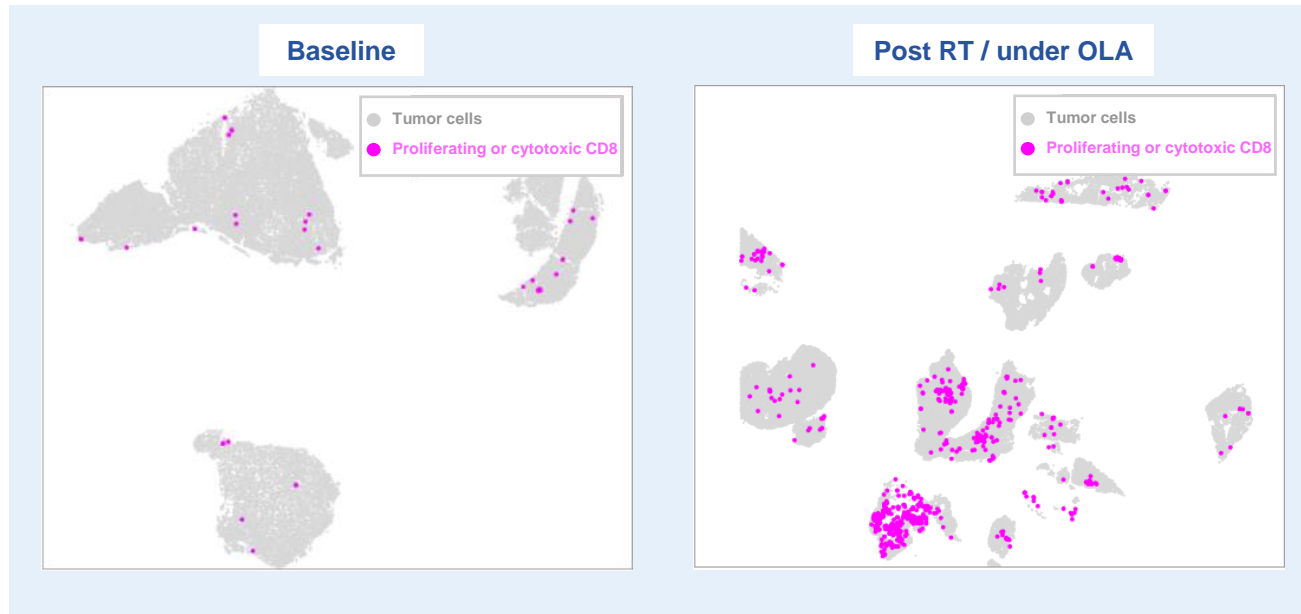 Baseline
Post RT / under OLA
Tumor cells
Proliferating or cytotoxic CD8
Tumor cells
Proliferating or cytotoxic CD8